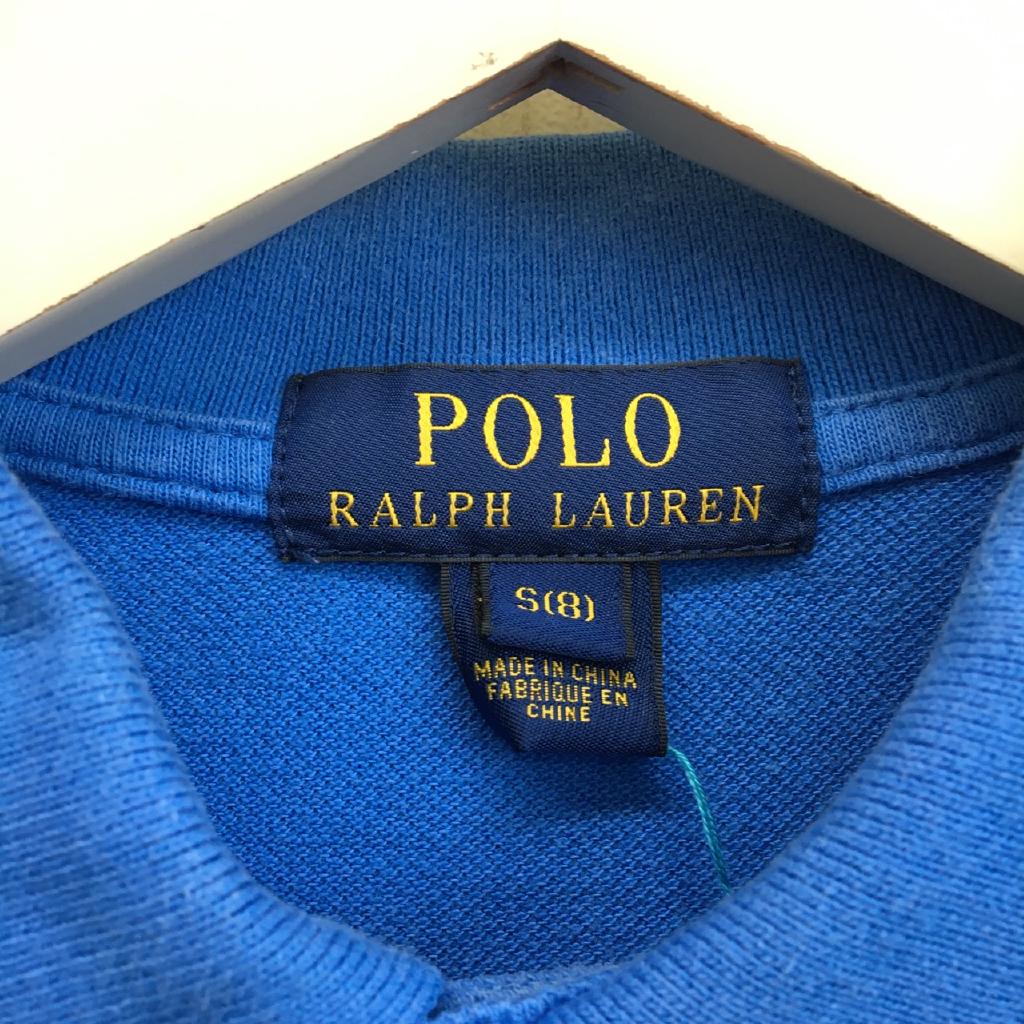 POLO
RALPH LAUREN
S(8)
MADE IN CHINA
FABRIQUE EN
CHINE